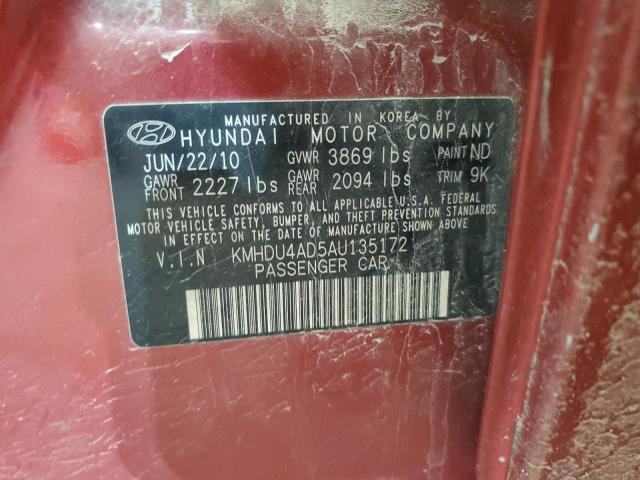 MANUFACTURED IN KOREA BY
HYUNDAI MOTOR COMPANY
JUN/22/10 GVWR 3869 lbs PAINT ND
GAWR FRONT 2227 lbs GAWR REAR 2094 lbs TRIM 9K
THIS VEHICLE CONFORMS TO ALL APPLICABLE U.S.A. FEDERAL
MOTOR VEHICLE SAFETY, BUMPER, AND THEFT PREVENTION STANDARDS
IN EFFECT ON THE DATE OF MANUFACTURE SHOWN ABOVE.
V.I.N KMHDU4AD5AU135172
PASSENGER CAR